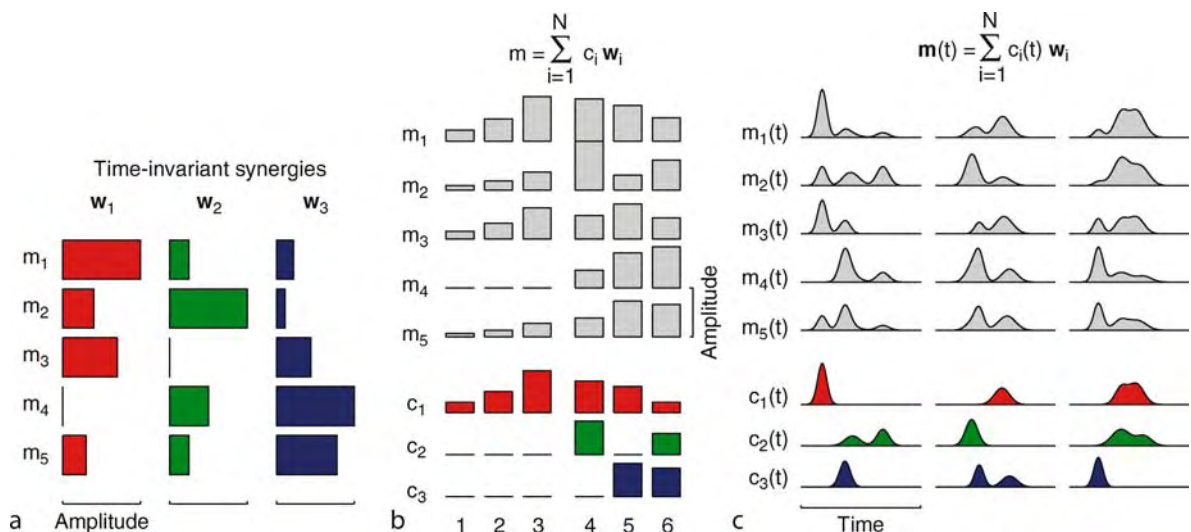 Time-invariant synergies
w1 w2 w3
m1
m2
m3
m4
m5
Amplitude
a
N
m = ∑ ci wi
i=1
m1
m2
m3
m4
m5
Amplitude
c1
c2
c3
1 2 3 4 5 6
b
N
m(t) = ∑ ci(t) wi
i=1
m1(t)
m2(t)
m3(t)
m4(t)
m5(t)
c1(t)
c2(t)
c3(t)
Time
c